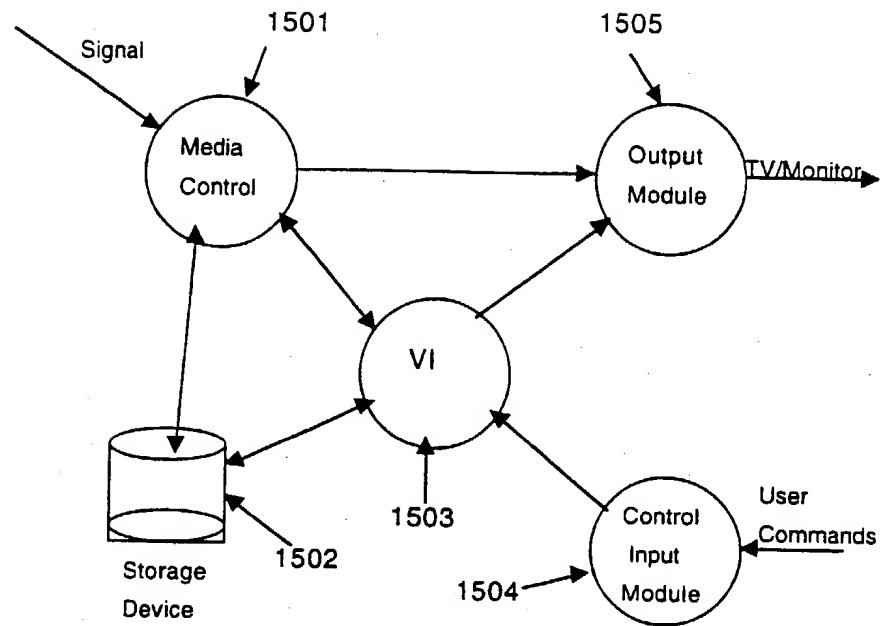 1501
1505
Signal
Media
Control
Output
Module
TV/Monitor
VI
1503
1502
Storage
Device
1504
Control
Input
Module
User
Commands